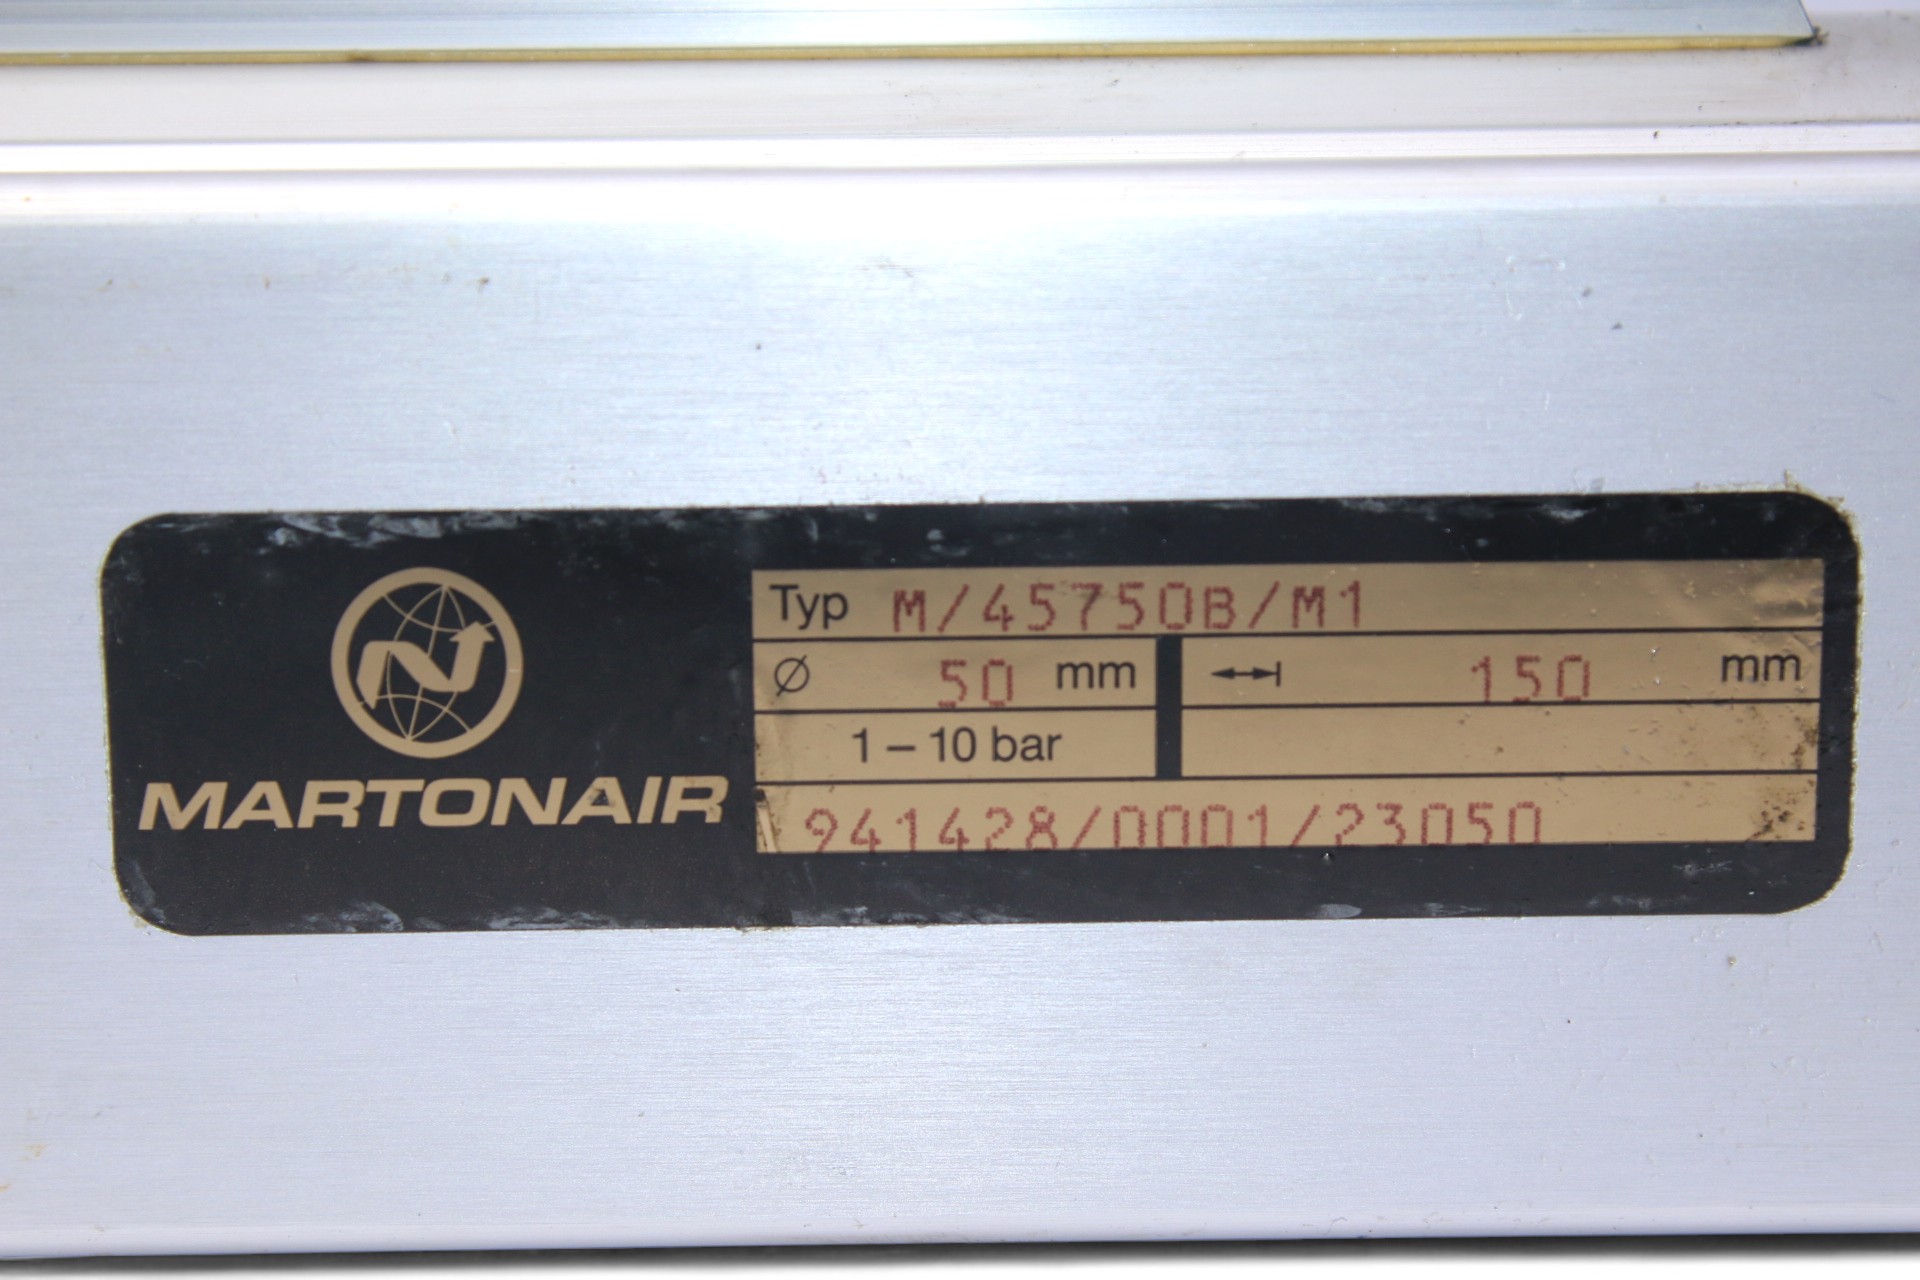 MARTONAIR
Typ M/45750B/M1
Ø 50 mm 150 mm
1 – 10 bar
941428/0001/23050